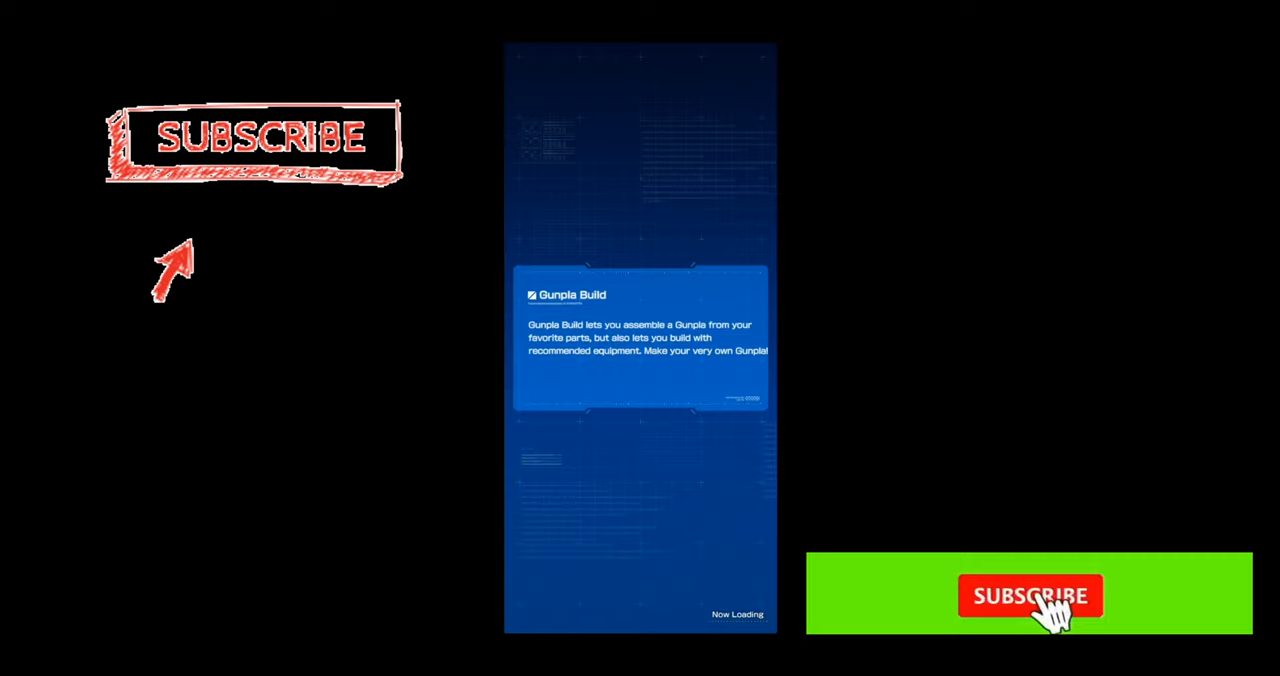 SUBSCRIBE
Gunpla Build
Gunpla Build lets you assemble a Gunpla from your
favorite parts, but also lets you build with
recommended equipment. Make your very own Gunpla!
Now Loading
SUBSCRIBE